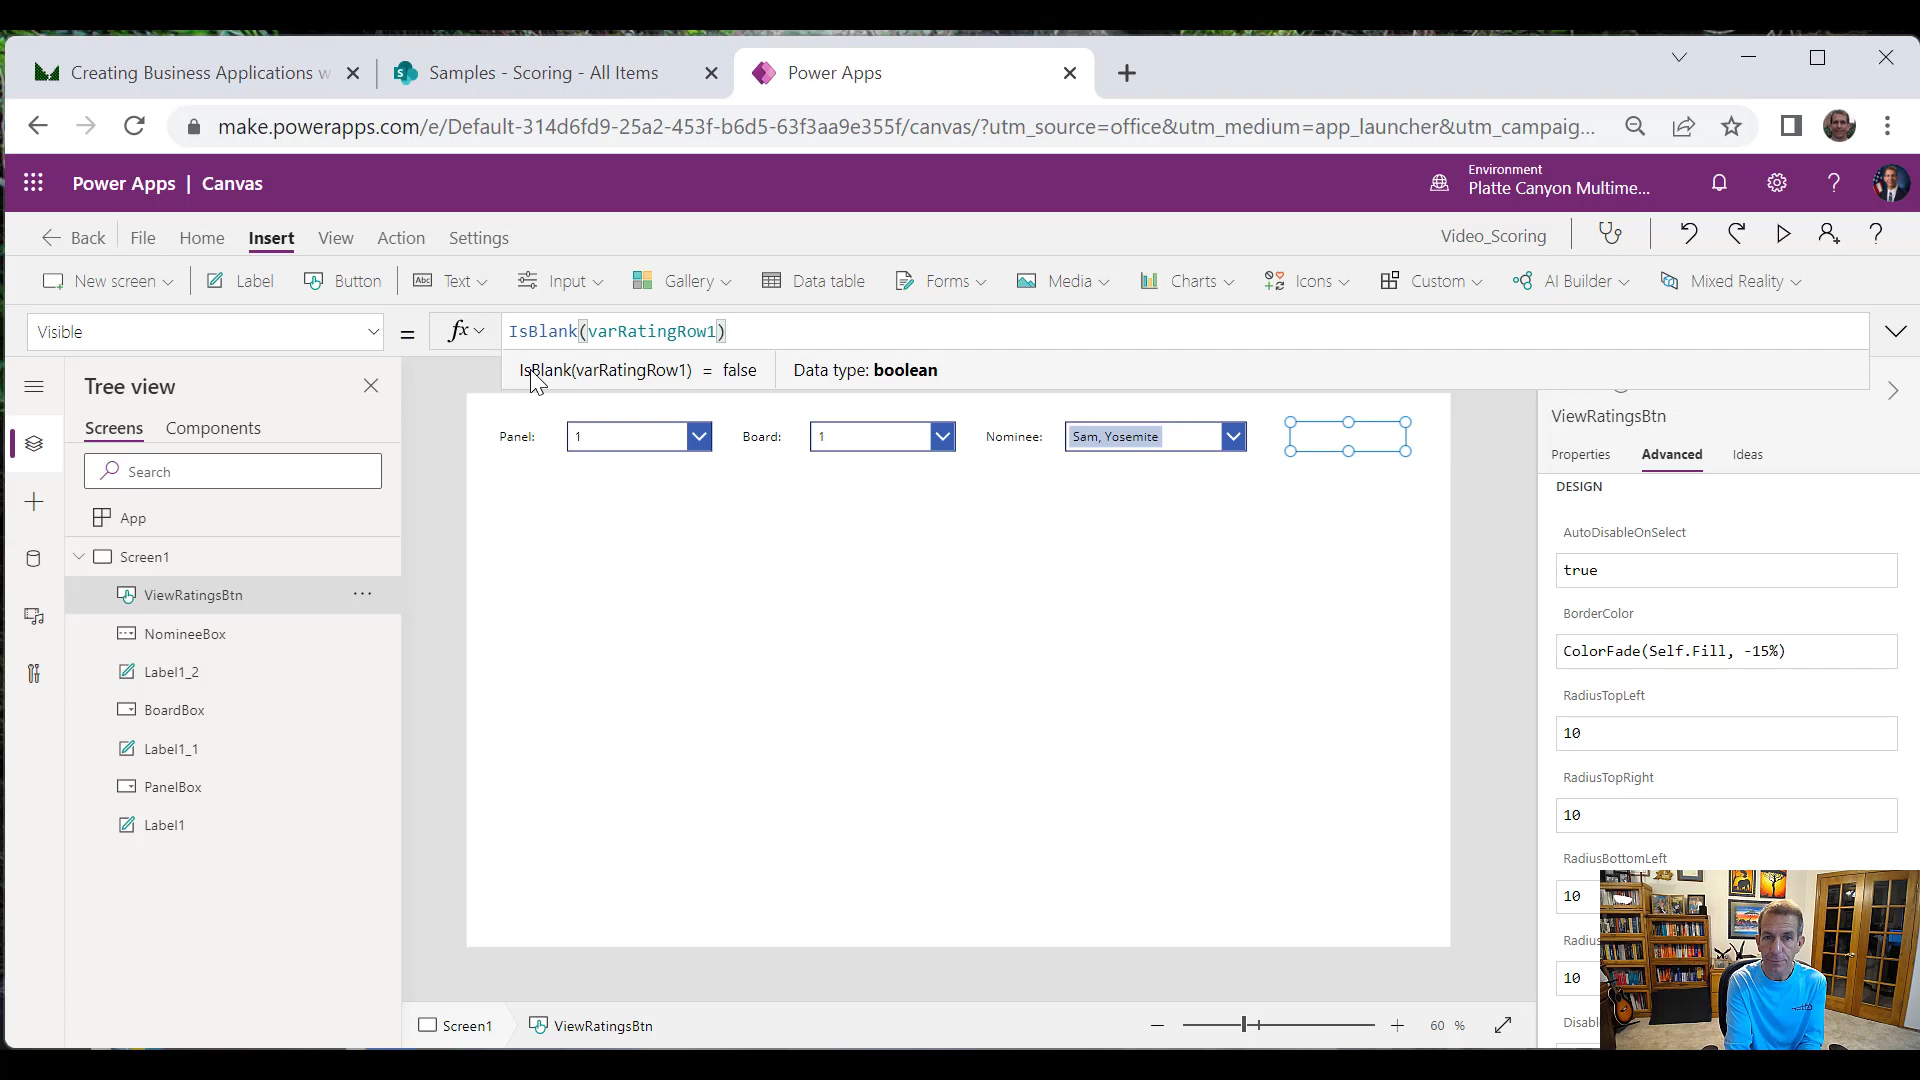 Creating Business Applications w
Samples - Scoring - All Items
Power Apps
make.powerapps.com/e/Default-314d6fd9-25a2-453f-b6d5-63f3aa9e355f/canvas/?utm_source=office&utm_medium=app_launcher&utm_campaig...
Power Apps | Canvas
Environment
Platte Canyon Multime...
Back
File
Home
Insert
View
Action
Settings
Video_Scoring
New screen
Label
Button
Abc
Text
Input
Gallery
Data table
Forms
Media
Charts
Icons
Custom
AI Builder
Mixed Reality
Visible
=
fx
IsBlank(varRatingRow1)
IsBlank(varRatingRow1) = false
Data type: boolean
Tree view
Screens
Components
Search
App
Screen1
ViewRatingsBtn
NomineeBox
Label1_2
BoardBox
Label1_1
PanelBox
Label1
Panel:
1
Board:
1
Nominee:
Sam, Yosemite
ViewRatingsBtn
Properties
Advanced
Ideas
DESIGN
AutoDisableOnSelect
true
BorderColor
ColorFade(Self.Fill, -15%)
RadiusTopLeft
10
RadiusTopRight
10
RadiusBottomLeft
10
Radius
10
Disabl
Screen1
ViewRatingsBtn
60 %